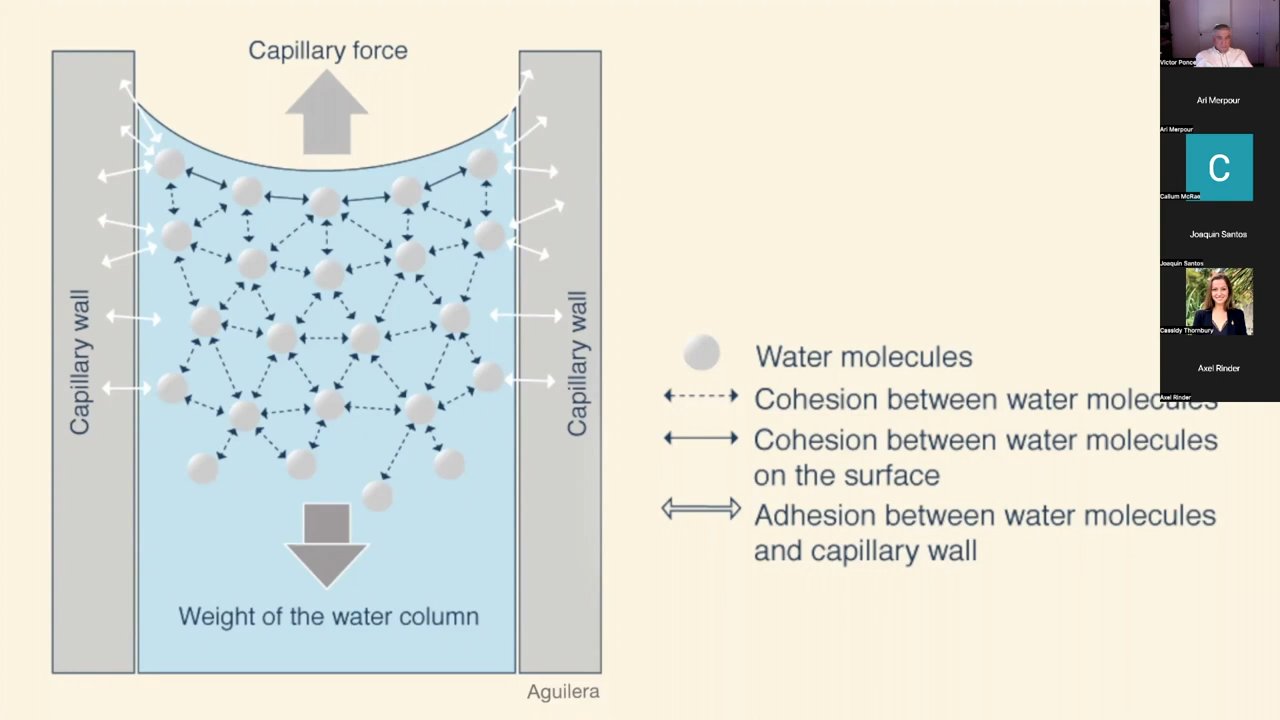 Capillary force
Capillary wall
Capillary wall
Weight of the water column
Aguilera
Water molecules
Cohesion between water molecules
Cohesion between water molecules
on the surface
Adhesion between water molecules
and capillary wall
Victor Ponce
Ari Merpour
Ari Merpour
C
Callum McRae
Joaquin Santos
Joaquin Santos
Cassidy Thornbury
Axel Rinder
Axel Rinder